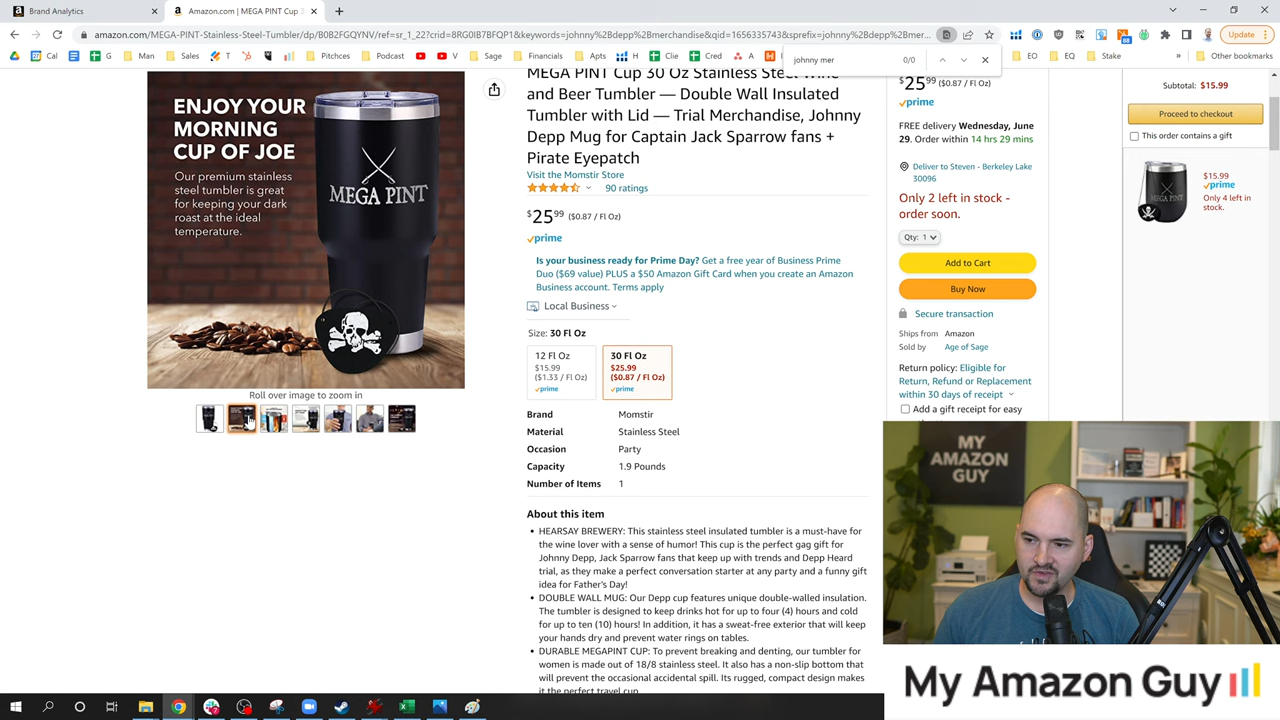 Brand Analytics
Amazon.com | MEGA PINT Cup 3
amazon.com/MEGA-PINT-Stainless-Steel-Tumbler/dp/B0B2FGQYNV/ref=sr_1_22?crid=8RG0IB7BFQP1&keywords=johnny%2Bdepp%2Bmerchandise&qid=1656335743&sprefix=johnny%2Bdepp%2Bmer...
Update
Cal
G
Man
Sales
T
Pitchces
Podcast
V
Sage
Financials
Apts
H
Clie
Cre
A
I
EO
EQ
Stake
Other bookmarks
johnny mer
0/0
ENJOY YOUR
MORNING
CUP OF JOE
Our premium stainless
steel tumbler is great
for keeping your dark
roast at the ideal
temperature.
MEGA PINT
Roll over image to zoom in
MEGA PINT Cup 30 Oz Stainless Steel Wine
and Beer Tumbler — Double Wall Insulated
Tumbler with Lid — Trial Merchandise, Johnny
Depp Mug for Captain Jack Sparrow fans +
Pirate Eyepatch
Visit the Momstir Store
90 ratings
$25 99 ($0.87 / Fl Oz)
prime
Is your business ready for Prime Day? Get a free year of Business Prime
Duo ($69 value) PLUS a $50 Amazon Gift Card when you create an Amazon
Business account. Terms apply
Local Business
Size: 30 Fl Oz
12 Fl Oz
$15.99
($1.33 / Fl Oz)
prime
30 Fl Oz
$25.99
($0.87 / Fl Oz)
prime
Brand Momstir
Material Stainless Steel
Occasion Party
Capacity 1.9 Pounds
Number of Items 1
About this item
• HEARSAY BREWERY: This stainless steel insulated tumbler is a must-have for
the wine lover with a sense of humor! This cup is the perfect gag gift for
Johnny Depp, Jack Sparrow fans that keep up with trends and Depp Heard
trial, as they make a perfect conversation starter at any party and a funny gift
idea for Father's Day!
• DOUBLE WALL MUG: Our Depp cup features unique double-walled insulation.
The tumbler is designed to keep drinks hot for up to four (4) hours and cold
for up to ten (10) hours! In addition, it has a sweat-free exterior that will keep
your hands dry and prevent water rings on tables.
• DURABLE MEGAPINT CUP: To prevent breaking and denting, our tumbler for
women is made out of 18/8 stainless steel. It also has a non-slip bottom that
will prevent the occasional accidental spill. Its rugged, compact design makes
it the perfect travel cup.
$25 99 ($0.87 / Fl Oz)
prime
FREE delivery Wednesday, June
29. Order within 14 hrs 29 mins
Deliver to Steven - Berkeley Lake
30096
Only 2 left in stock -
order soon.
Qty: 1
Add to Cart
Buy Now
Secure transaction
Ships from Amazon
Sold by Age of Sage
Return policy: Eligible for
Return, Refund or Replacement
within 30 days of receipt
Add a gift receipt for easy
Subtotal: $15.99
Proceed to checkout
This order contains a gift
$15.99
prime
Only 4 left in
stock.
MY
AMAZON
GUY
My Amazon Guy